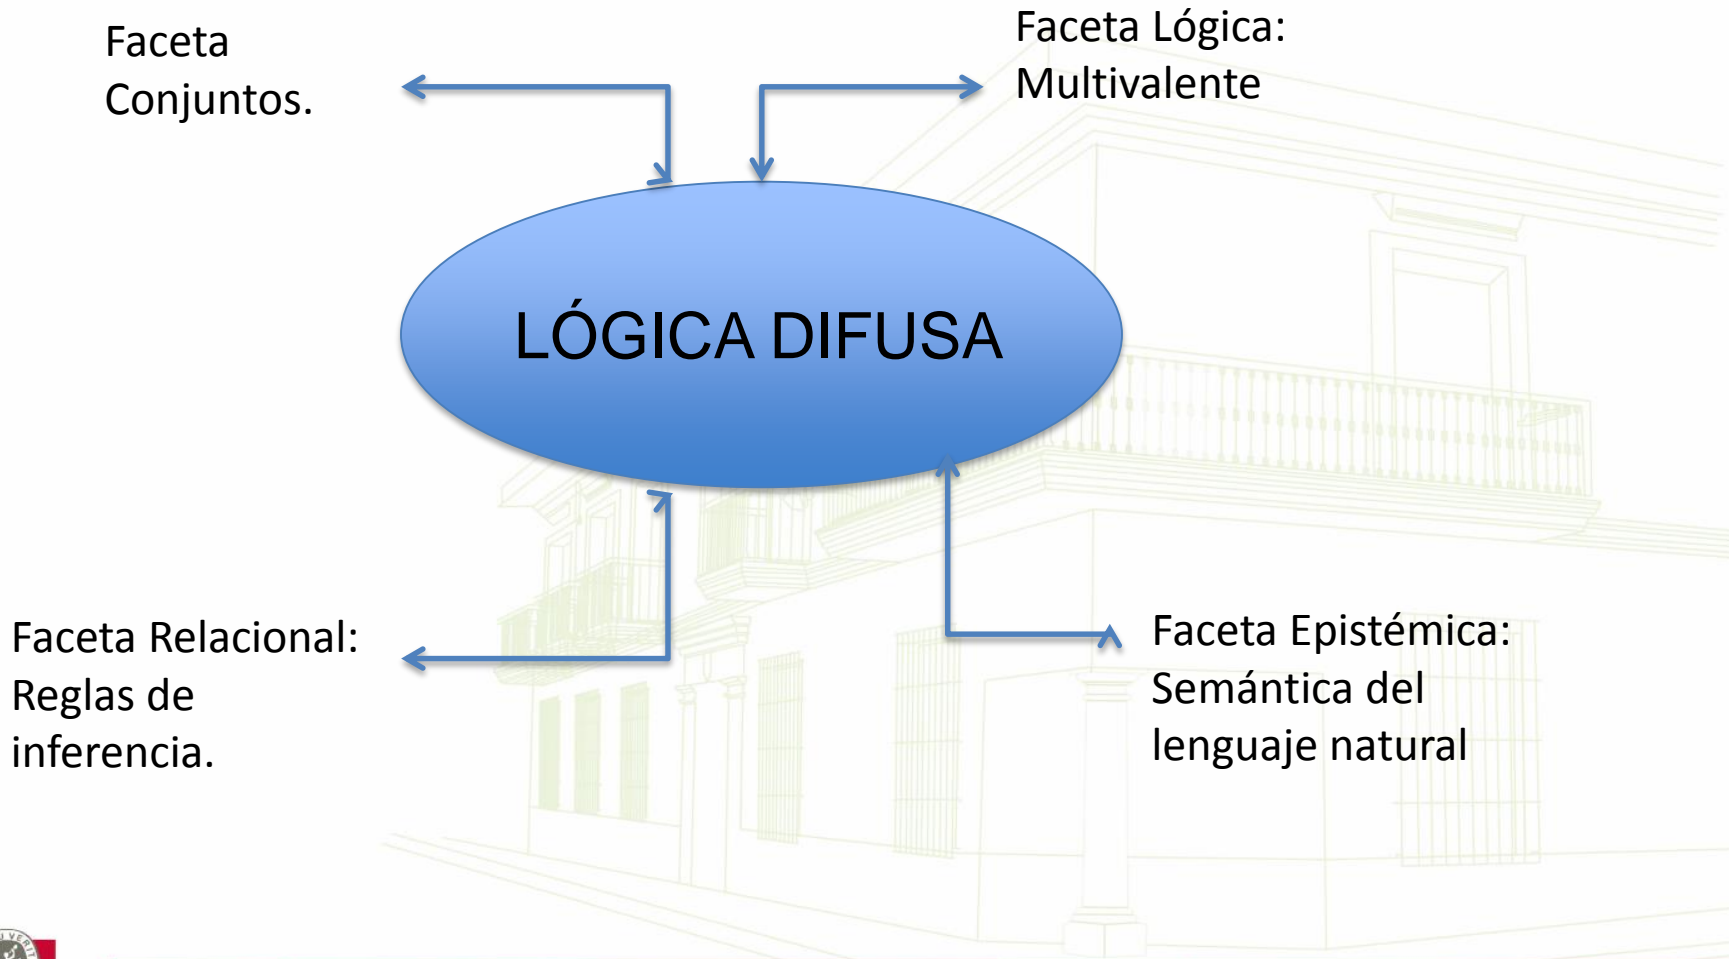 Faceta
Conjuntos.
Faceta Lógica:
Multivalente
LÓGICA DIFUSA
Faceta Relacional:
Reglas de
inferencia.
Faceta Epistémica:
Semántica del
lenguaje natural